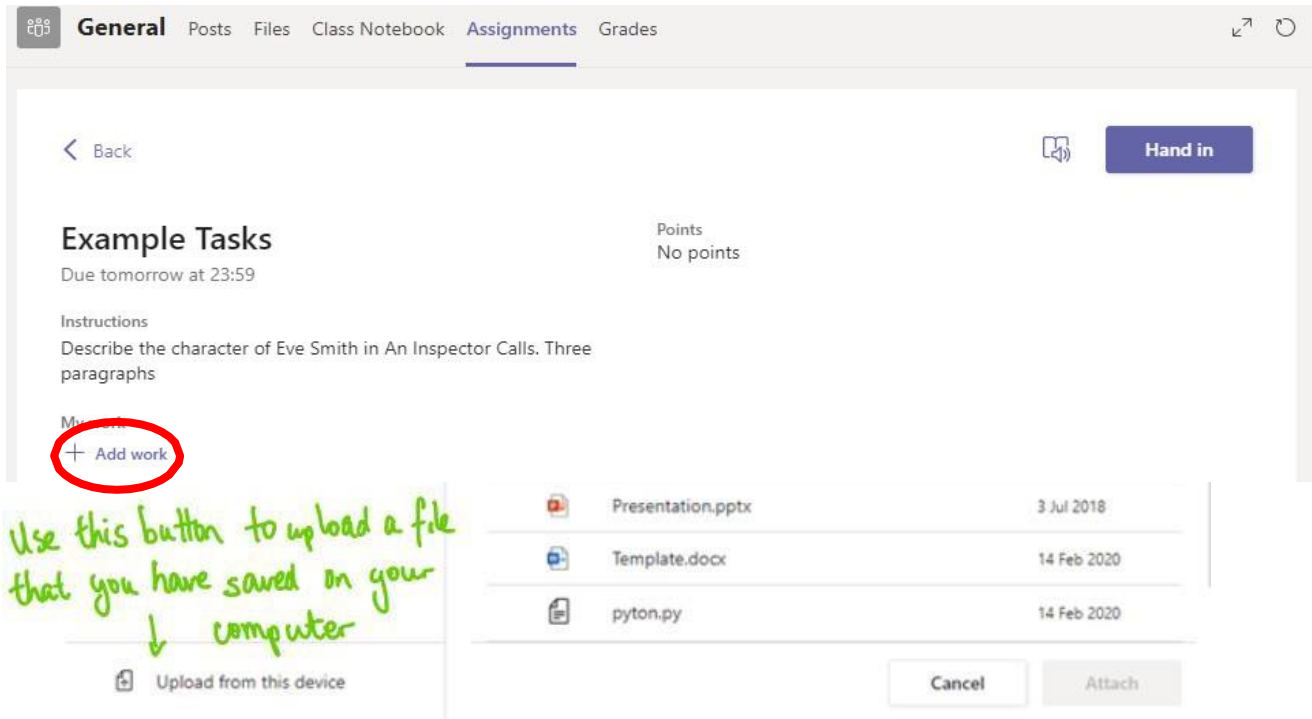 General Posts Files Class Notebook Assignments Grades
Back
Hand in
Example Tasks
Due tomorrow at 23:59
Points
No points
Instructions
Describe the character of Eve Smith in An Inspector Calls. Three
paragraphs
My work
+ Add work
Use this button to upload a file
that you have saved on your
computer
Upload from this device
Presentation.pptx 3 Jul 2018
Template.docx 14 Feb 2020
pyton.py 14 Feb 2020
Cancel Attach